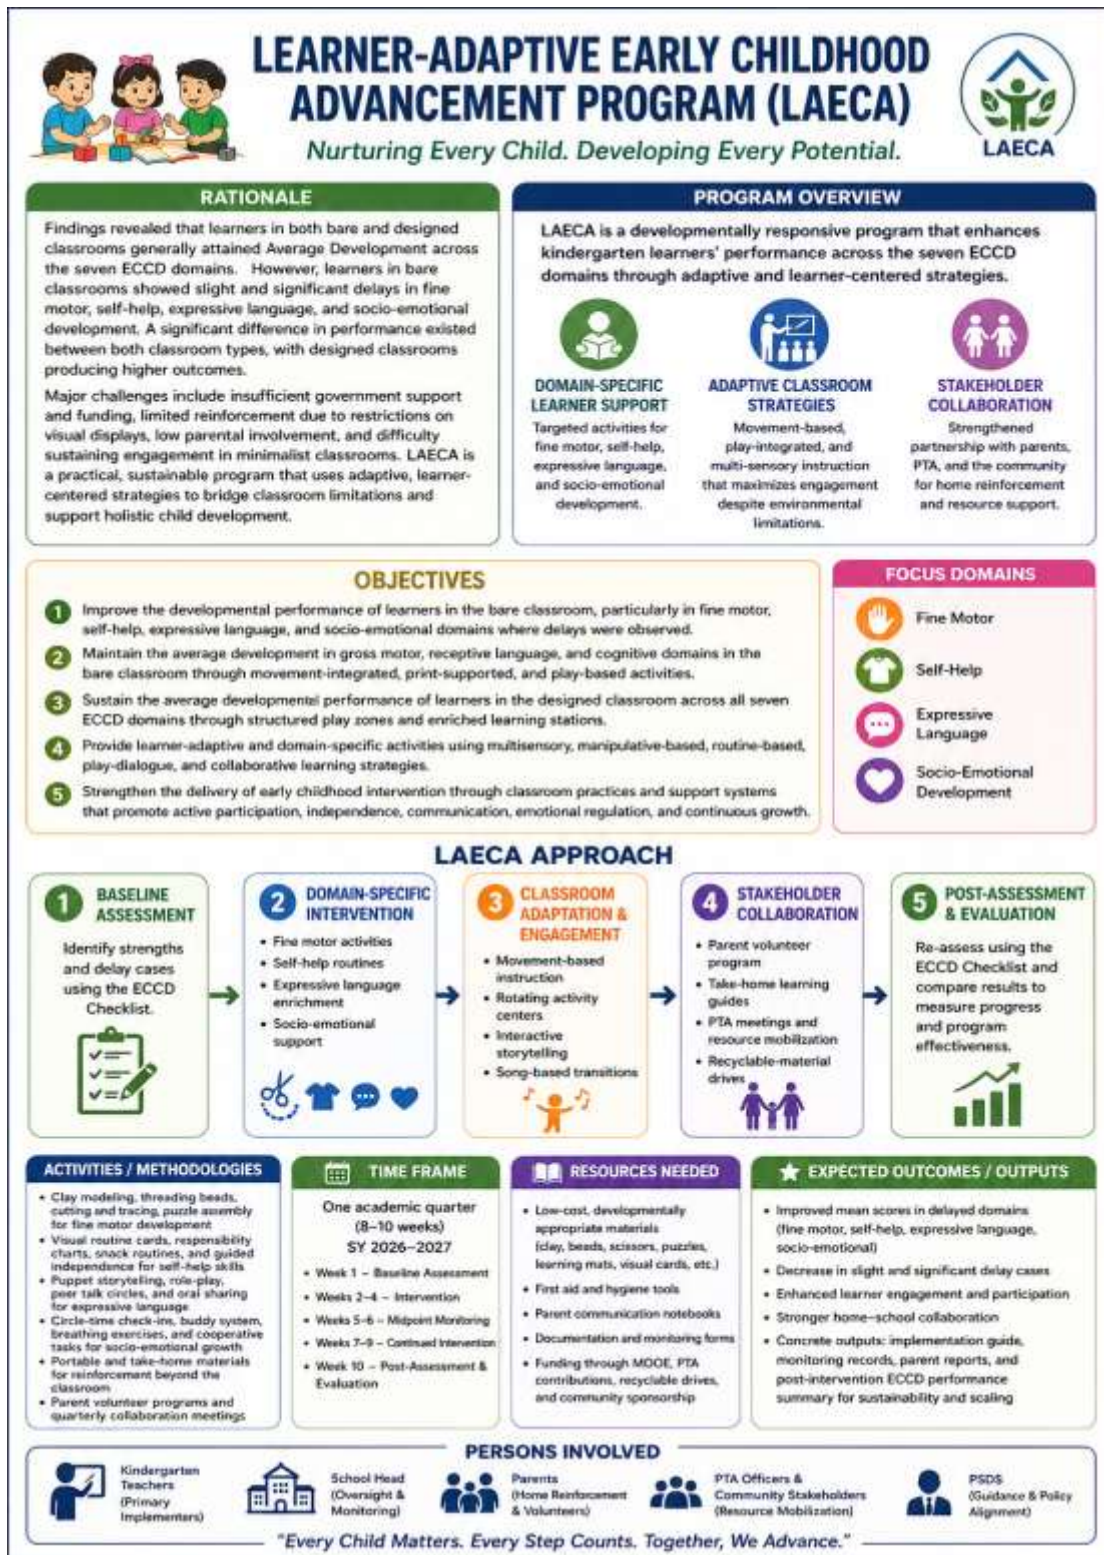 LEARNER-ADAPTIVE EARLY CHILDHOOD
ADVANCEMENT PROGRAM (LAECA)
Nurturing Every Child. Developing Every Potential.
LAECA
RATIONALE
Findings revealed that learners in both bare and designed
classrooms generally attained Average Development across
the seven ECCD domains. However, learners in bare
classrooms showed slight and significant delays in fine
motor, self-help, expressive language, and socio-emotional
development. A significant difference in performance existed
between both classroom types, with designed classrooms
producing higher outcomes.
Major challenges include insufficient government support
and funding, limited reinforcement due to restrictions on
visual displays, low parental involvement, and difficulty
sustaining engagement in minimalist classrooms. LAECA is
a practical, sustainable program that uses adaptive, learner-
centered strategies to bridge classroom limitations and
support holistic child development.
PROGRAM OVERVIEW
LAECA is a developmentally responsive program that enhances
kindergarten learners' performance across the seven ECCD
domains through adaptive and learner-centered strategies.
DOMAIN-SPECIFIC
LEARNER SUPPORT
Targeted activities for
fine motor, self-help,
expressive language,
and socio-emotional
development.
ADAPTIVE CLASSROOM
STRATEGIES
Movement-based,
play-integrated, and
multi-sensory instruction
that maximizes engagement
despite environmental
limitations.
STAKEHOLDER
COLLABORATION
Strengthened
partnership with parents,
PTA, and the community
for home reinforcement
and resource support.
OBJECTIVES
1 Improve the developmental performance of learners in the bare classroom, particularly in fine motor,
self-help, expressive language, and socio-emotional domains where delays were observed.
2 Maintain the average development in gross motor, receptive language, and cognitive domains in the
bare classroom through movement-integrated, print-supported, and play-based activities.
3 Sustain the average developmental performance of learners in the designed classroom across all seven
ECCD domains through structured play zones and enriched learning stations.
4 Provide learner-adaptive and domain-specific activities using multisensory, manipulative-based, routine-based,
play-dialogue, and collaborative learning strategies.
5 Strengthen the delivery of early childhood intervention through classroom practices and support systems
that promote active participation, independence, communication, emotional regulation, and continuous growth.
FOCUS DOMAINS
Fine Motor
Self-Help
Expressive
Language
Socio-Emotional
Development
LAECA APPROACH
1 BASELINE
ASSESSMENT
Identify strengths
and delay cases
using the ECCD
Checklist.
2 DOMAIN-SPECIFIC
INTERVENTION
• Fine motor activities
• Self-help routines
• Expressive language
enrichment
• Socio-emotional
support
3 CLASSROOM
ADAPTATION &
ENGAGEMENT
• Movement-based
instruction
• Rotating activity
centers
• Interactive
storytelling
• Song-based transitions
4 STAKEHOLDER
COLLABORATION
• Parent volunteer
program
• Take-home learning
guides
• PTA meetings and
resource mobilization
• Recyclable-material
drives
5 POST-ASSESSMENT
& EVALUATION
Re-assess using the
ECCD Checklist and
compare results to
measure progress
and program
effectiveness.
ACTIVITIES / METHODOLOGIES
• Clay modeling, threading beads,
cutting and tracing, puzzle assembly
for fine motor development
• Visual routine cards, responsibility
charts, snack routines, and guided
independence for self-help skills
• Puppet storytelling, role-play,
peer talk circles, and oral sharing
for expressive language
• Circle-time check-ins, buddy system,
breathing exercises, and cooperative
tasks for socio-emotional growth
• Portable and take-home materials
for reinforcement beyond the
classroom
• Parent volunteer programs and
quarterly collaboration meetings
TIME FRAME
One academic quarter
(8–10 weeks)
SY 2026–2027
• Week 1 – Baseline Assessment
• Weeks 2–4 – Intervention
• Weeks 5–6 – Midpoint Monitoring
• Weeks 7–9 – Continued Intervention
• Week 10 – Post-Assessment &
Evaluation
RESOURCES NEEDED
• Low-cost, developmentally
appropriate materials
(clay, beads, scissors, puzzles,
learning mats, visual cards, etc.)
• First aid and hygiene tools
• Parent communication notebooks
• Documentation and monitoring forms
• Funding through MOOE, PTA
contributions, recyclable drives,
and community sponsorship
EXPECTED OUTCOMES / OUTPUTS
• Improved mean scores in delayed domains
(fine motor, self-help, expressive language,
socio-emotional)
• Decrease in slight and significant delay cases
• Enhanced learner engagement and participation
• Stronger home–school collaboration
• Concrete outputs: implementation guide,
monitoring records, parent reports, and
post-intervention ECCD performance
summary for sustainability and scaling
PERSONS INVOLVED
Kindergarten
Teachers
(Primary
Implementers)
School Head
(Oversight &
Monitoring)
Parents
(Home Reinforcement
& Volunteers)
PTA Officers &
Community Stakeholders
(Resource Mobilization)
PSDS
(Guidance & Policy
Alignment)
"Every Child Matters. Every Step Counts. Together, We Advance."